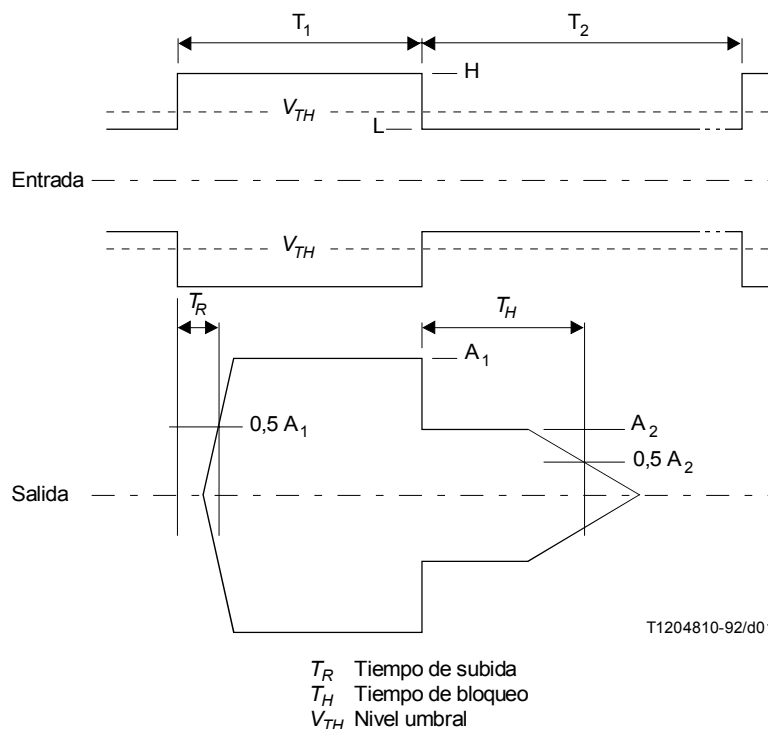 T1 T2
H
VTH
L
Entrada
VTH
TR TH
A1
0,5 A1 A2
0,5 A2
Salida
T1204810-92/d01
TR Tiempo de subida
TH Tiempo de bloqueo
VTH Nivel umbral